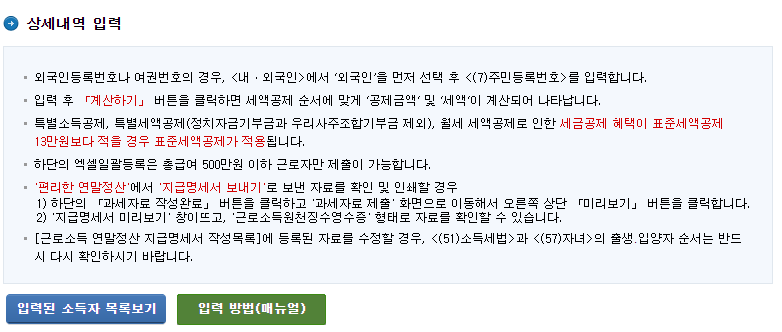 상세내역 입력
외국인등록번호나 여권번호의 경우, <내ㆍ외국인>에서 '외국인'을 먼저 선택 후 <(7)주민등록번호>를 입력합니다.
입력 후 「계산하기」 버튼을 클릭하면 세액공제 순서에 맞게 '공제금액' 및 '세액'이 계산되어 나타납니다.
특별소득공제, 특별세액공제(정치자금기부금과 우리사주조합기부금 제외), 월세 세액공제로 인한 세금공제 혜택이 표준세액공제
13만원보다 적을 경우 표준세액공제가 적용됩니다.
하단의 엑셀일괄등록은 총급여 500만원 이하 근로자만 제출이 가능합니다.
'편리한 연말정산'에서 '지급명세서 보내기'로 보낸 자료를 확인 및 인쇄할 경우
1) 하단의 「과세자료 작성완료」 버튼을 클릭하고 '과세자료 제출' 화면으로 이동해서 오른쪽 상단 「미리보기」 버튼을 클릭합니다.
2) '지급명세서 미리보기' 창이뜨고, '근로소득원천징수영수증' 형태로 자료를 확인할 수 있습니다.
[근로소득 연말정산 지급명세서 작성목록]에 등록된 자료를 수정할 경우, <(51)소득세법>과 <(57)자녀>의 출생.입양자 순서는 반드
시 다시 확인하시기 바랍니다.
입력된 소득자 목록보기
입력 방법(매뉴얼)